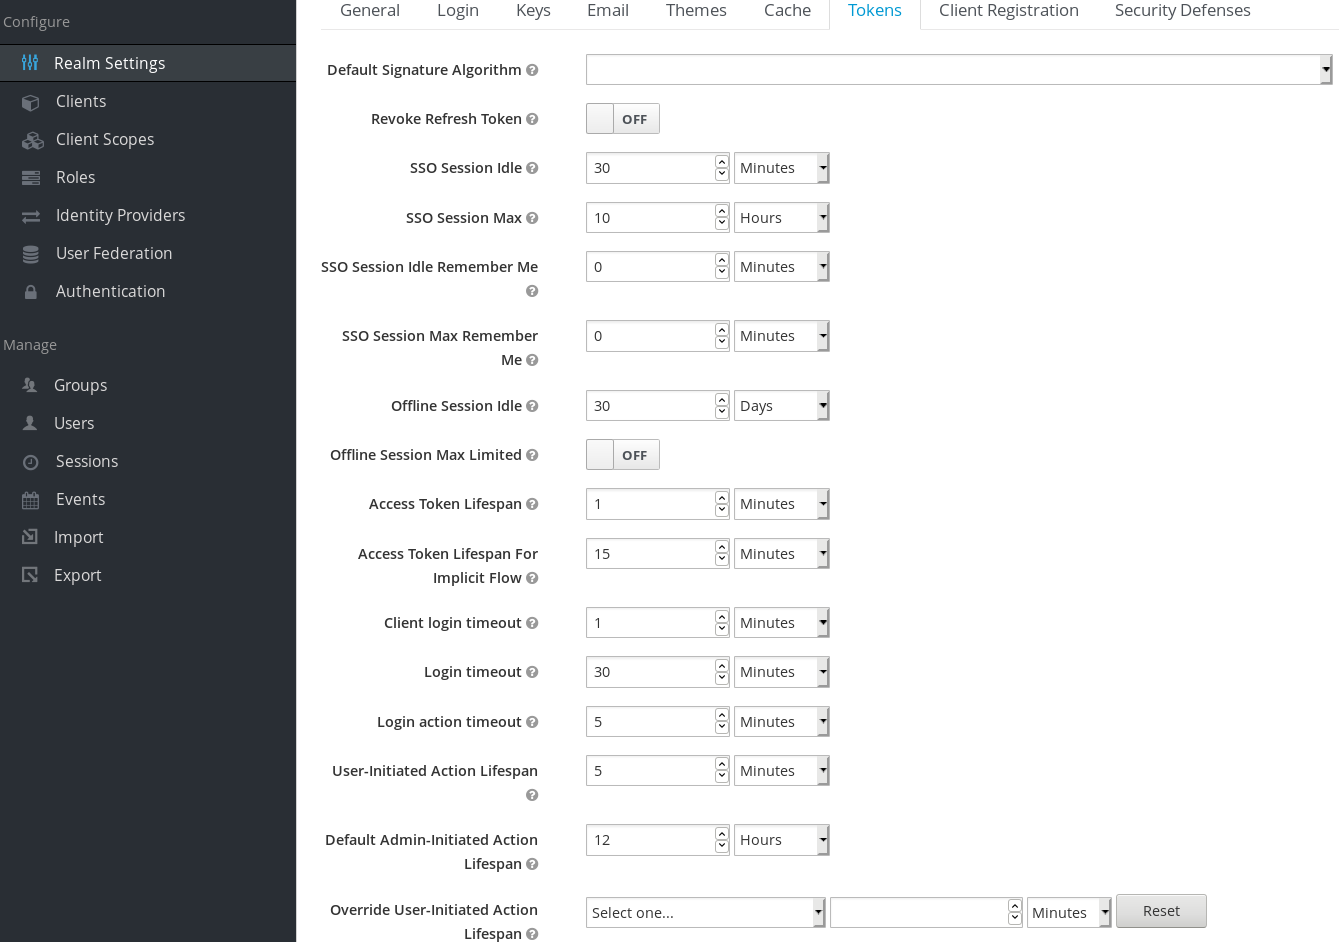 General Login Keys Email Themes Cache Tokens Client Registration Security Defenses
Configure
Realm Settings
Clients
Client Scopes
Roles
Identity Providers
User Federation
Authentication
Manage
Groups
Users
Sessions
Events
Import
Export
Default Signature Algorithm
Revoke Refresh Token OFF
SSO Session Idle 30 Minutes
SSO Session Max 10 Hours
SSO Session Idle Remember Me 0 Minutes
SSO Session Max Remember 0 Minutes
Me
Offline Session Idle 30 Days
Offline Session Max Limited OFF
Access Token Lifespan 1 Minutes
Access Token Lifespan For 15 Minutes
Implicit Flow
Client login timeout 1 Minutes
Login timeout 30 Minutes
Login action timeout 5 Minutes
User-Initiated Action Lifespan 5 Minutes
Default Admin-Initiated Action 12 Hours
Lifespan
Override User-Initiated Action Select one... Minutes Reset
Lifespan